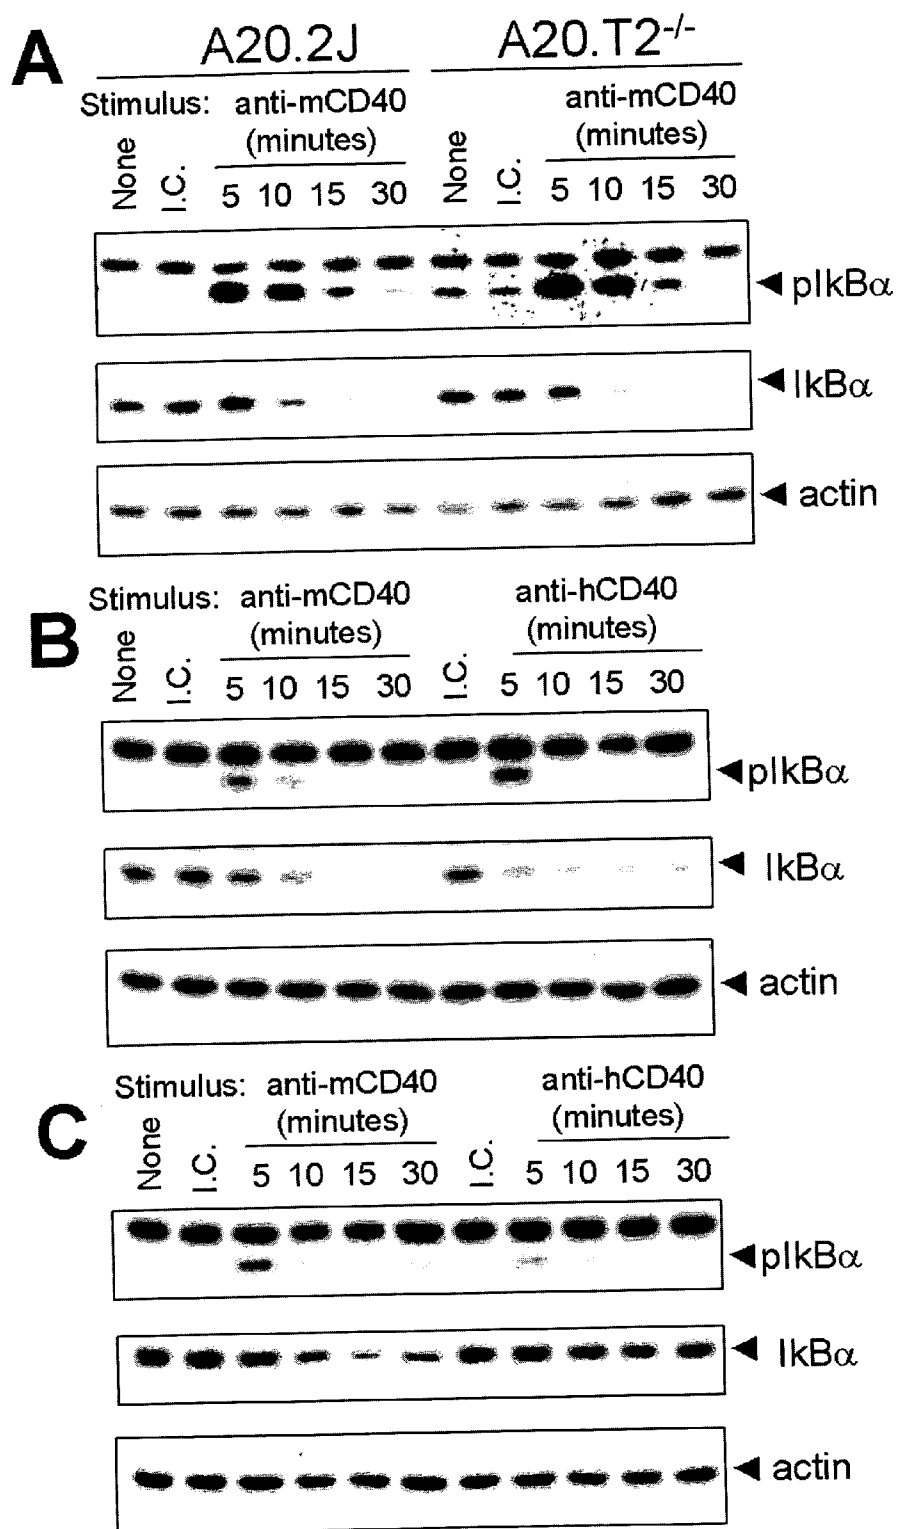 A
A20.2J A20.T2-/-
Stimulus: anti-mCD40 anti-mCD40
(minutes) (minutes)
None I.C. 5 10 15 30 None I.C. 5 10 15 30
pIkBα
IkBα
actin
B
Stimulus: anti-mCD40 anti-hCD40
(minutes) (minutes)
None I.C. 5 10 15 30 I.C. 5 10 15 30
pIkBα
IkBα
actin
C
Stimulus: anti-mCD40 anti-hCD40
(minutes) (minutes)
None I.C. 5 10 15 30 I.C. 5 10 15 30
pIkBα
IkBα
actin